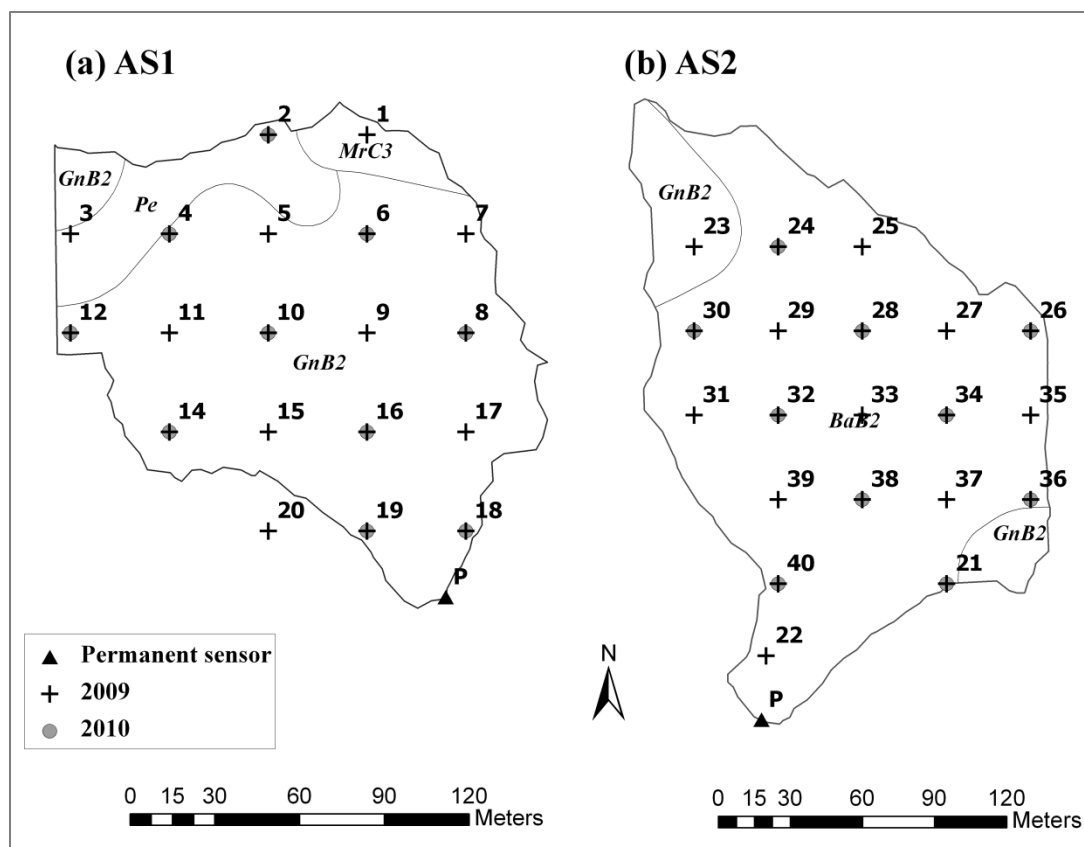 (a) AS1
2 1
MrC3
GnB2
Pe
3 4 5 6 7
12 11 10 9 8
GnB2
14 15 16 17
20 19 18
P
Permanent sensor
2009
2010
0 15 30 60 90 120
Meters
(b) AS2
GnB2
23 24 25
30 29 28 27 26
31 32 33 34 35
BaB2
39 38 37 36
GnB2
40 21
22
P
N
0 15 30 60 90 120
Meters